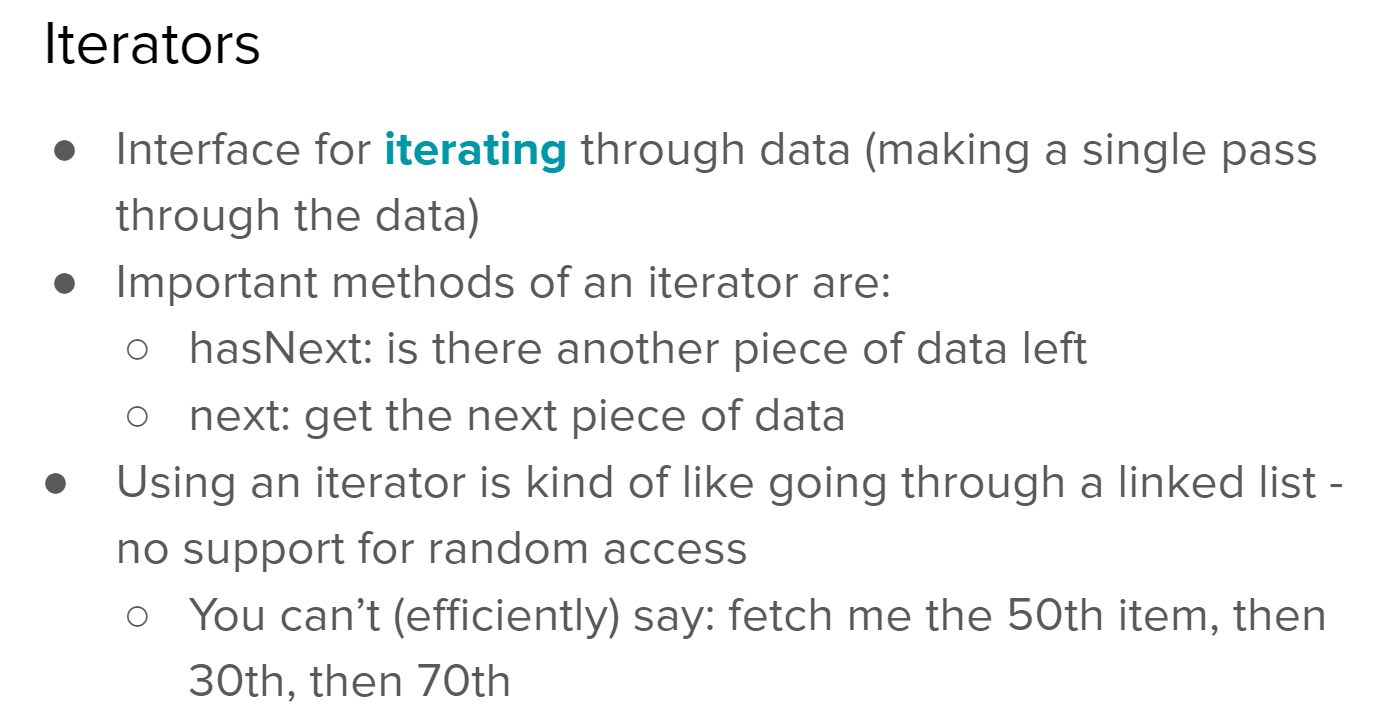 Iterators
● Interface for iterating through data (making a single pass
through the data)
● Important methods of an iterator are:
○ hasNext: is there another piece of data left
○ next: get the next piece of data
● Using an iterator is kind of like going through a linked list -
no support for random access
○ You can’t (efficiently) say: fetch me the 50th item, then
30th, then 70th